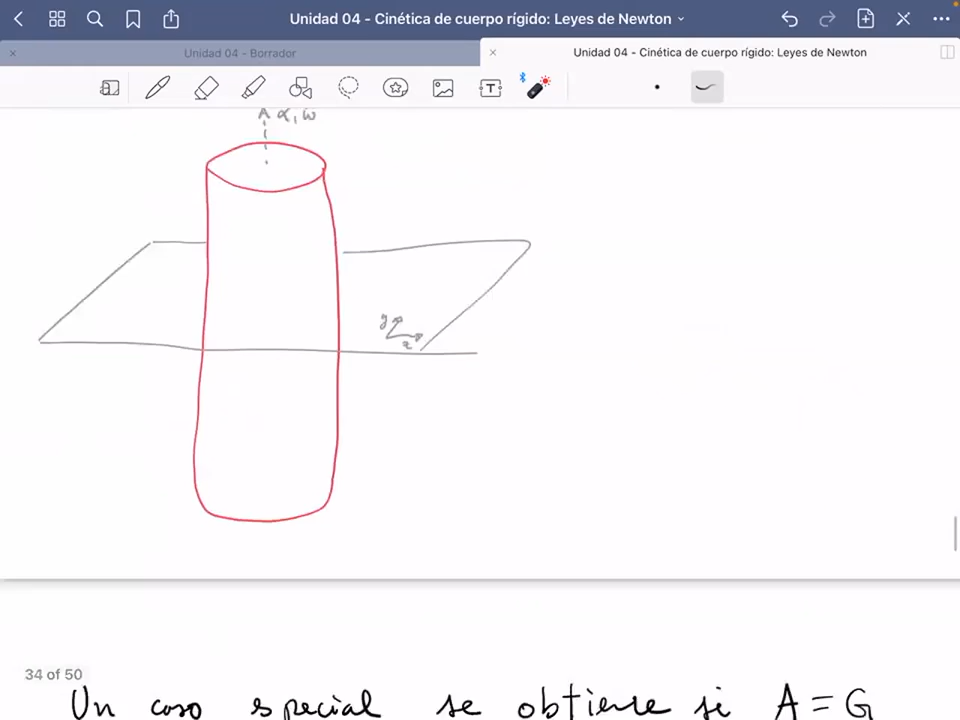 Unidad 04 - Cinética de cuerpo rígido: Leyes de Newton
Unidad 04 - Borrador
Unidad 04 - Cinética de cuerpo rígido: Leyes de Newton
α, ω
y
x
34 of 50
Un caso especial se obtiene si A = G